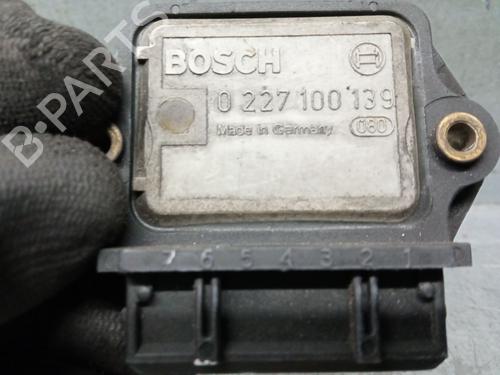 BOSCH
0 227 100 139
Made in Germany 080
7 6 5 4 3 2 1
B-PARTS